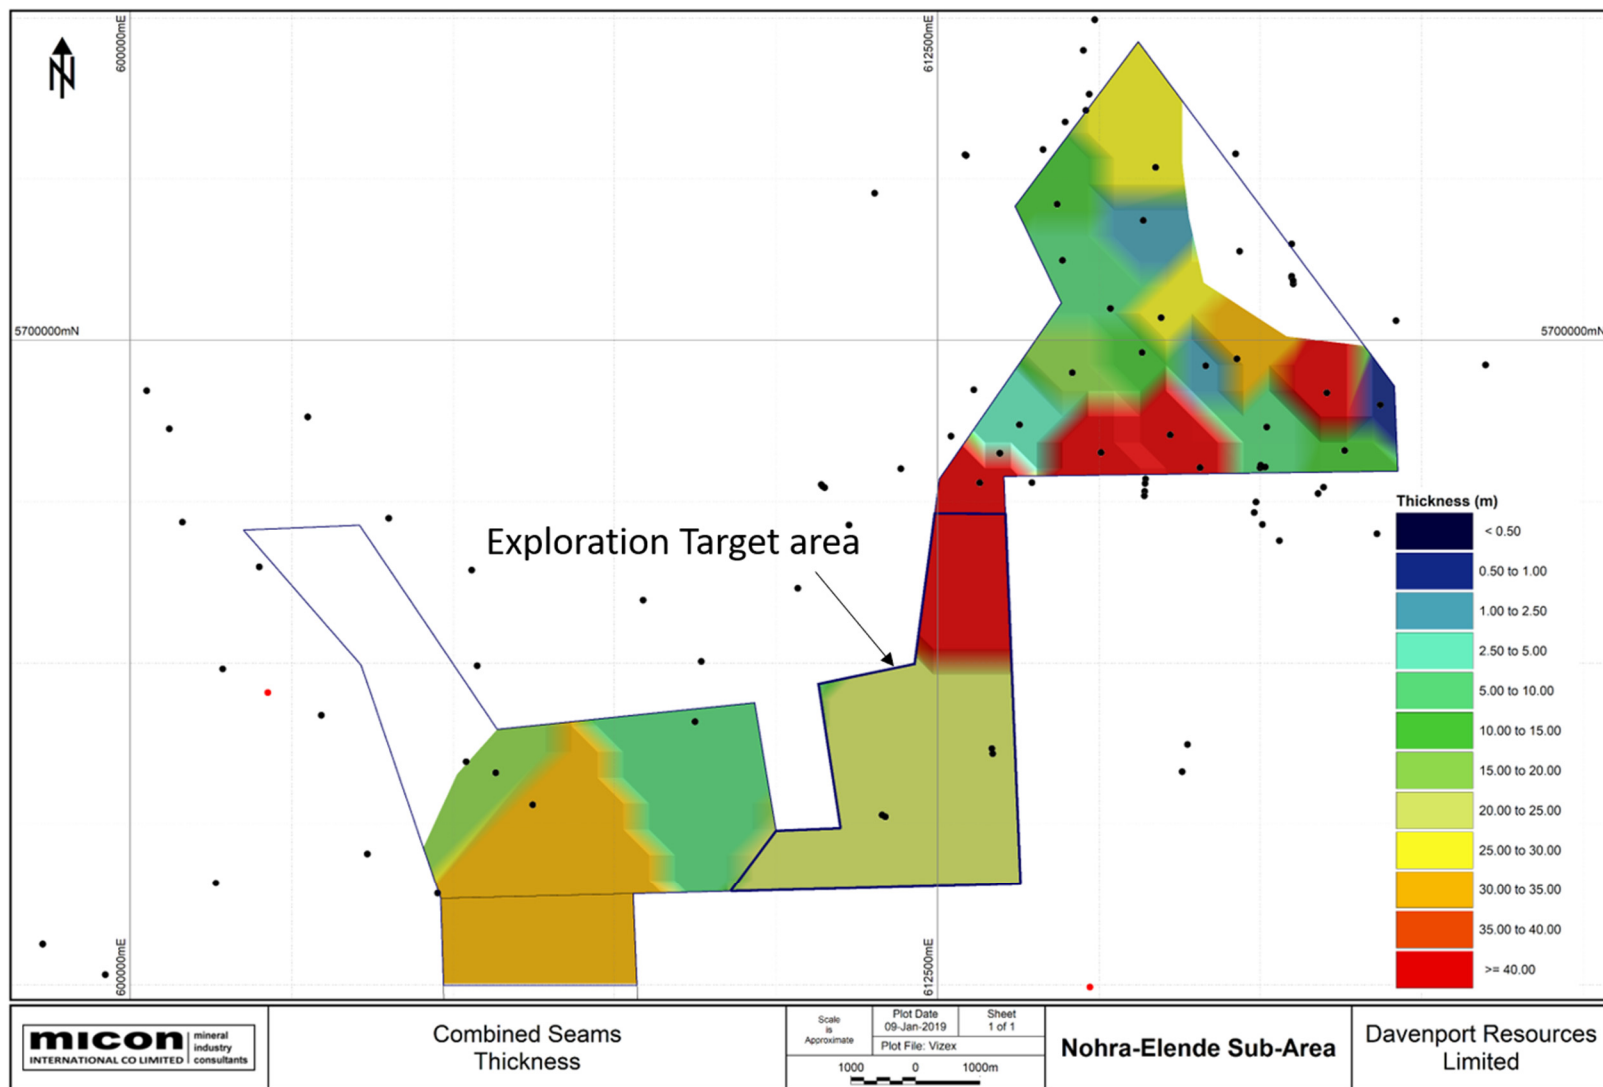 N
600000mE
612500mE
5700000mN
5700000mN
Exploration Target area
Thickness (m)
< 0.50
0.50 to 1.00
1.00 to 2.50
2.50 to 5.00
5.00 to 10.00
10.00 to 15.00
15.00 to 20.00
20.00 to 25.00
25.00 to 30.00
30.00 to 35.00
35.00 to 40.00
>= 40.00
600000mE
612500mE
micon
INTERNATIONAL CO LIMITED
mineral
industry
consultants
Combined Seams
Thickness
Scale
is
Approximate
Plot Date
09-Jan-2019
Sheet
1 of 1
Plot File: Vizex
1000 0 1000m
Nohra-Elende Sub-Area
Davenport Resources
Limited